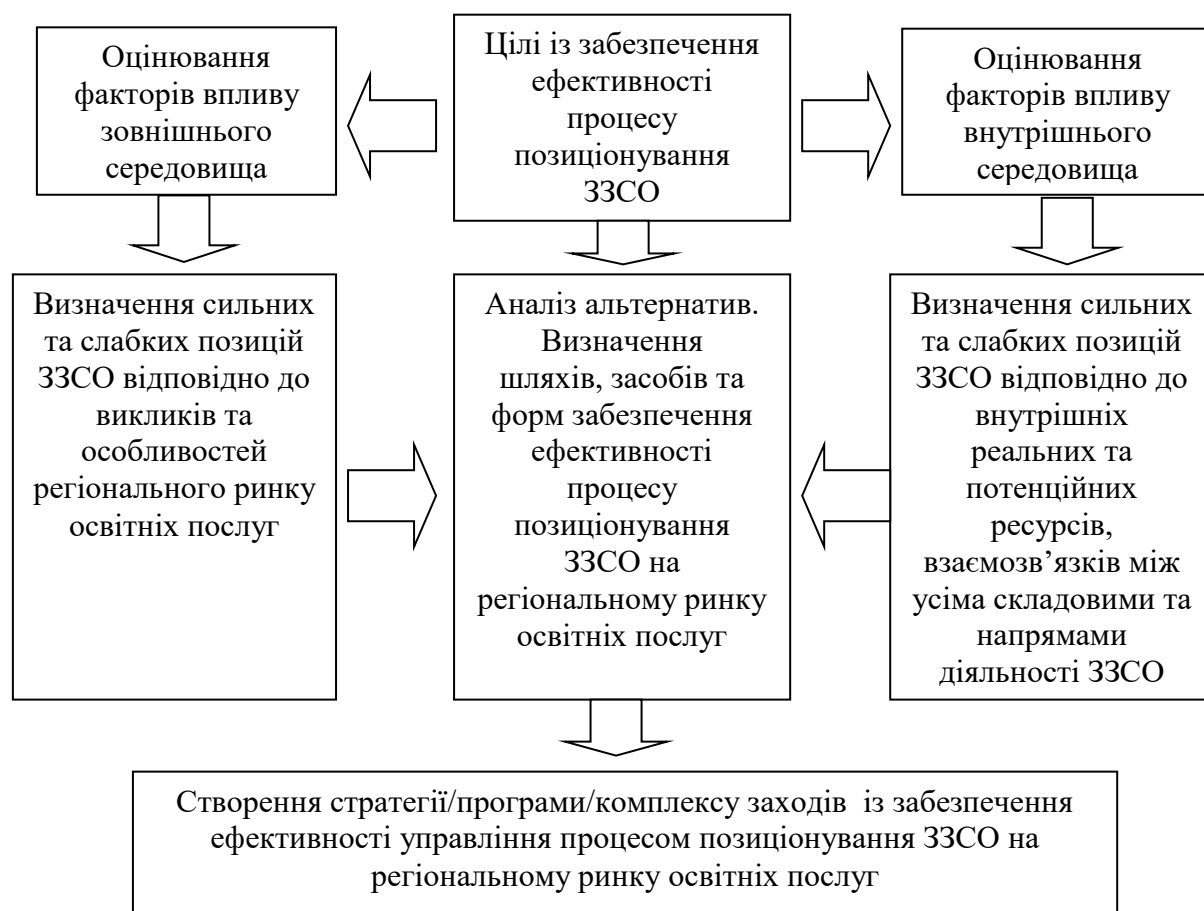 Оцінювання
факторів впливу
зовнішнього
середовища
Цілі із забезпечення
ефективності
процесу
позиціонування
ЗЗСО
Оцінювання
факторів впливу
внутрішнього
середовища
Визначення сильних
та слабких позицій
ЗЗСО відповідно до
викликів та
особливостей
регіонального ринку
освітніх послуг
Аналіз альтернатив.
Визначення
шляхів, засобів та
форм забезпечення
ефективності
процесу
позиціонування
ЗЗСО на
регіональному ринку
освітніх послуг
Визначення сильних
та слабких позицій
ЗЗСО відповідно до
внутрішніх
реальних та
потенційних
ресурсів,
взаємозв’язків між
усіма складовими та
напрямами
діяльності ЗЗСО
Створення стратегії/програми/комплексу заходів із забезпечення
ефективності управління процесом позиціонування ЗЗСО на
регіональному ринку освітніх послуг